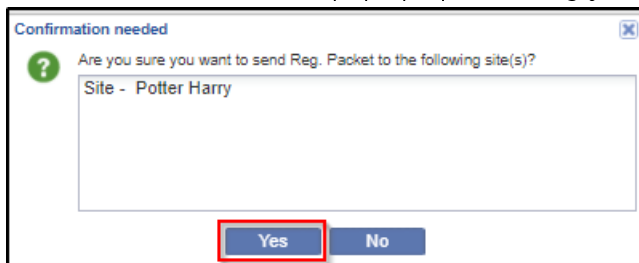 Confirmation needed
Are you sure you want to send Reg. Packet to the following site(s)?
Site - Potter Harry
Yes No